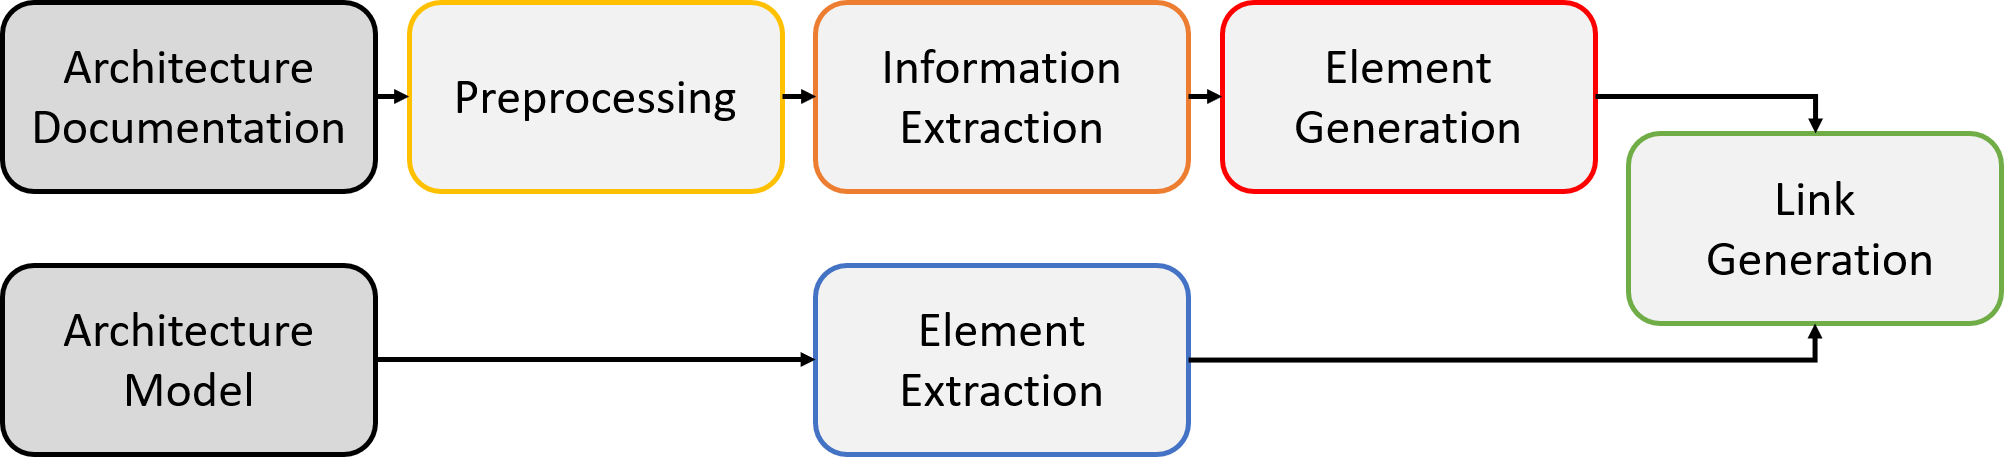 Architecture
Documentation
Preprocessing
Information
Extraction
Element
Generation
Link
Generation
Architecture
Model
Element
Extraction